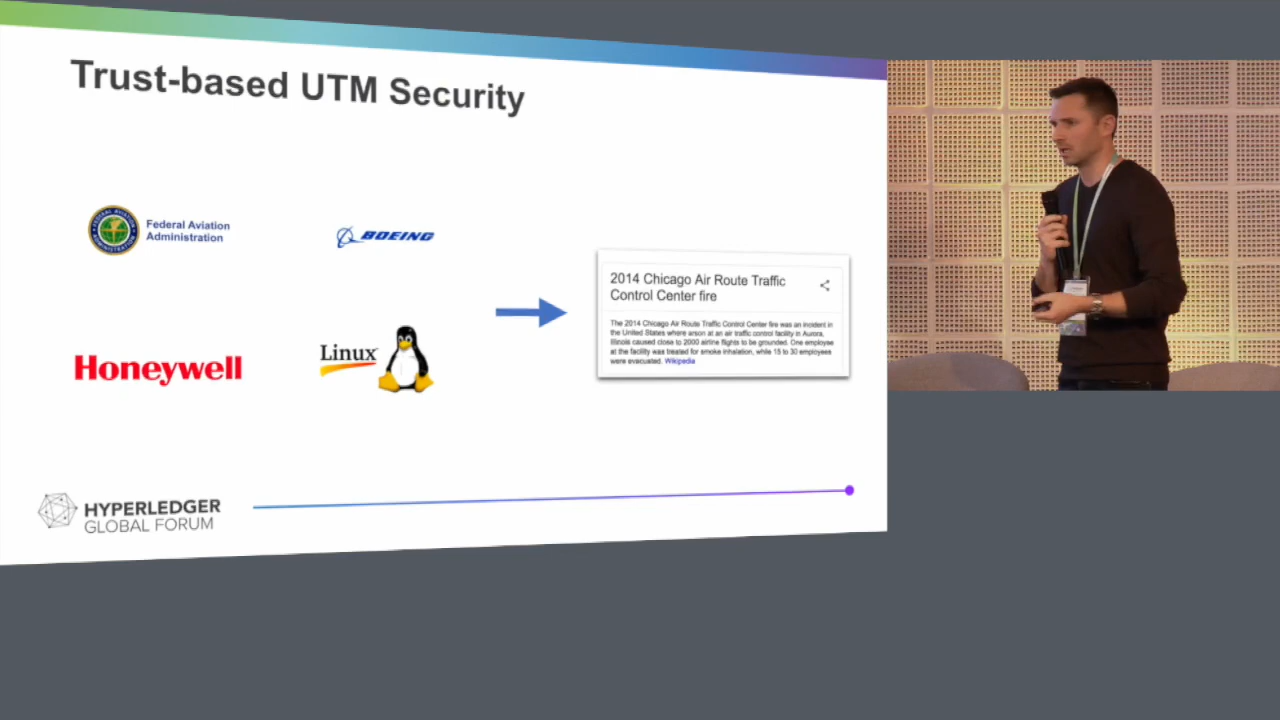 Trust-based UTM Security
Federal Aviation
Administration
BOEING
Honeywell
Linux
2014 Chicago Air Route Traffic
Control Center fire
The 2014 Chicago Air Route Traffic Control Center fire was an incident in
the United States where arson at an air traffic control facility in Aurora,
Illinois caused close to 2000 airline flights to be grounded. One employee
at the facility was treated for smoke inhalation, while 15 to 30 employees
were evacuated. Wikipedia
HYPERLEDGER
GLOBAL FORUM